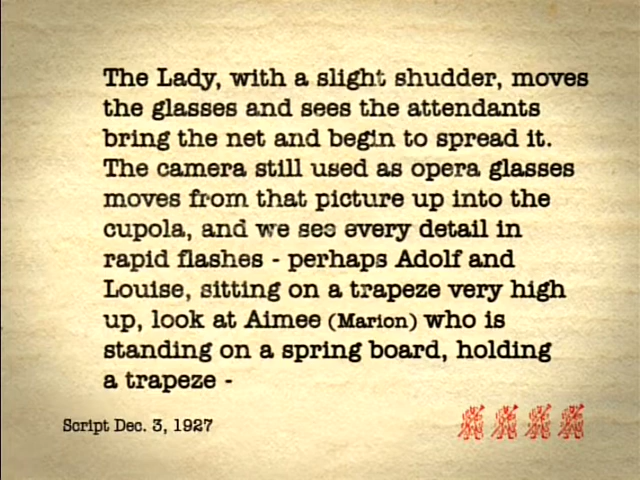 The Lady, with a slight shudder, moves
the glasses and sees the attendants
bring the net and begin to spread it.
The camera still used as opera glasses
moves from that picture up into the
cupola, and we see every detail in
rapid flashes - perhaps Adolf and
Louise, sitting on a trapeze very high
up, look at Aimee (Marion) who is
standing on a spring board, holding
a trapeze -
Script Dec. 3, 1927